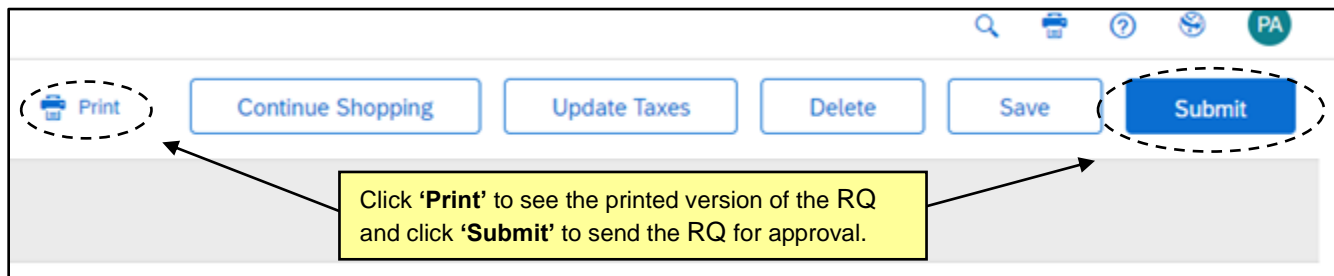 PA
Print Continue Shopping Update Taxes Delete Save Submit
Click ‘Print’ to see the printed version of the RQ
and click ‘Submit’ to send the RQ for approval.